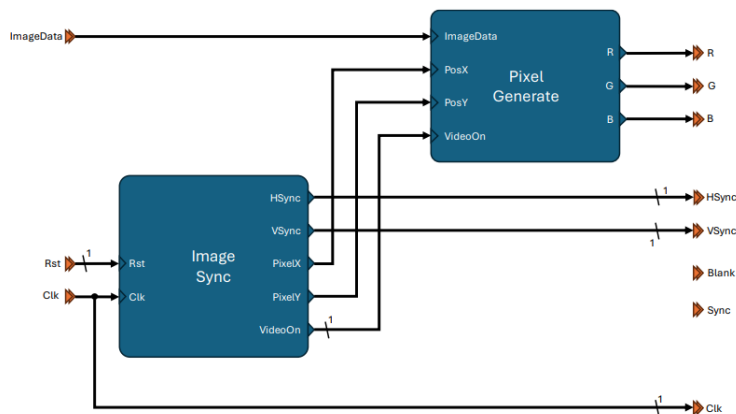 ImageData
ImageData
PosX
PosY
VideoOn
Pixel
Generate
R
G
B
R
G
B
HSync
VSync
PixelX
PixelY
VideoOn
Image
Sync
Rst
Clk
Rst
1
Clk
1
1
HSync
1
VSync
Blank
Sync
1
Clk